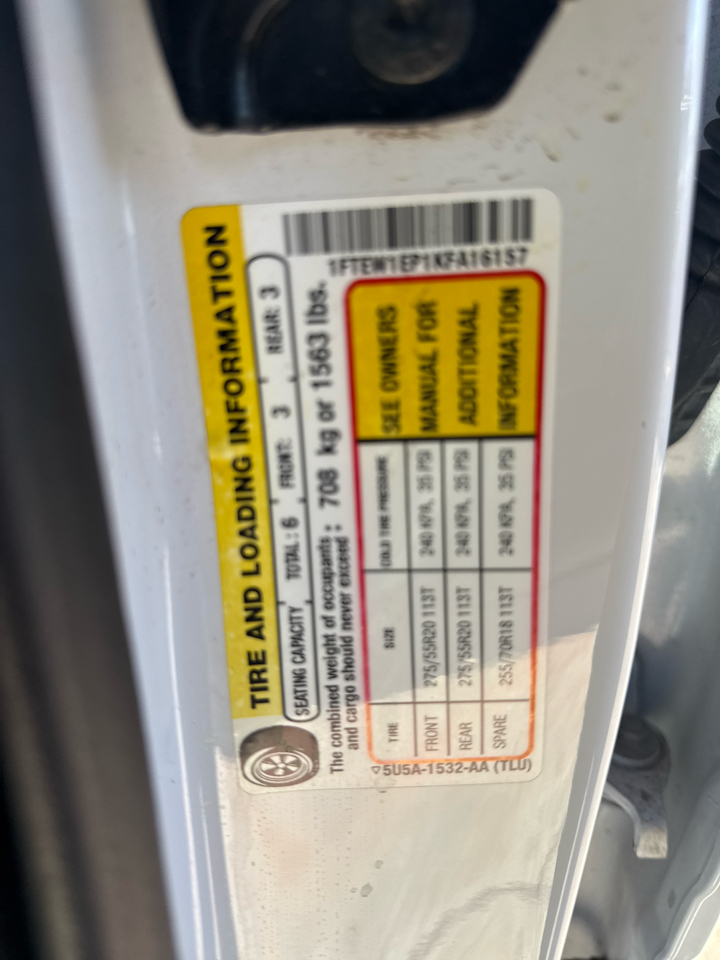 TIRE AND LOADING INFORMATION
SEATING CAPACITY TOTAL: 6 FRONT: 3 REAR: 3
The combined weight of occupants and cargo should never exceed : 708 kg or 1563 lbs.
1FTEW1EP1KFA16157
TIRE SIZE COLD TIRE PRESSURE
FRONT 275/55R20 113T 240 KPA, 35 PSI
REAR 275/55R20 113T 240 KPA, 35 PSI
SPARE 255/70R18 113T 240 KPA, 35 PSI
SEE OWNERS
MANUAL FOR
ADDITIONAL
INFORMATION
5U5A-1532-AA (TLU)